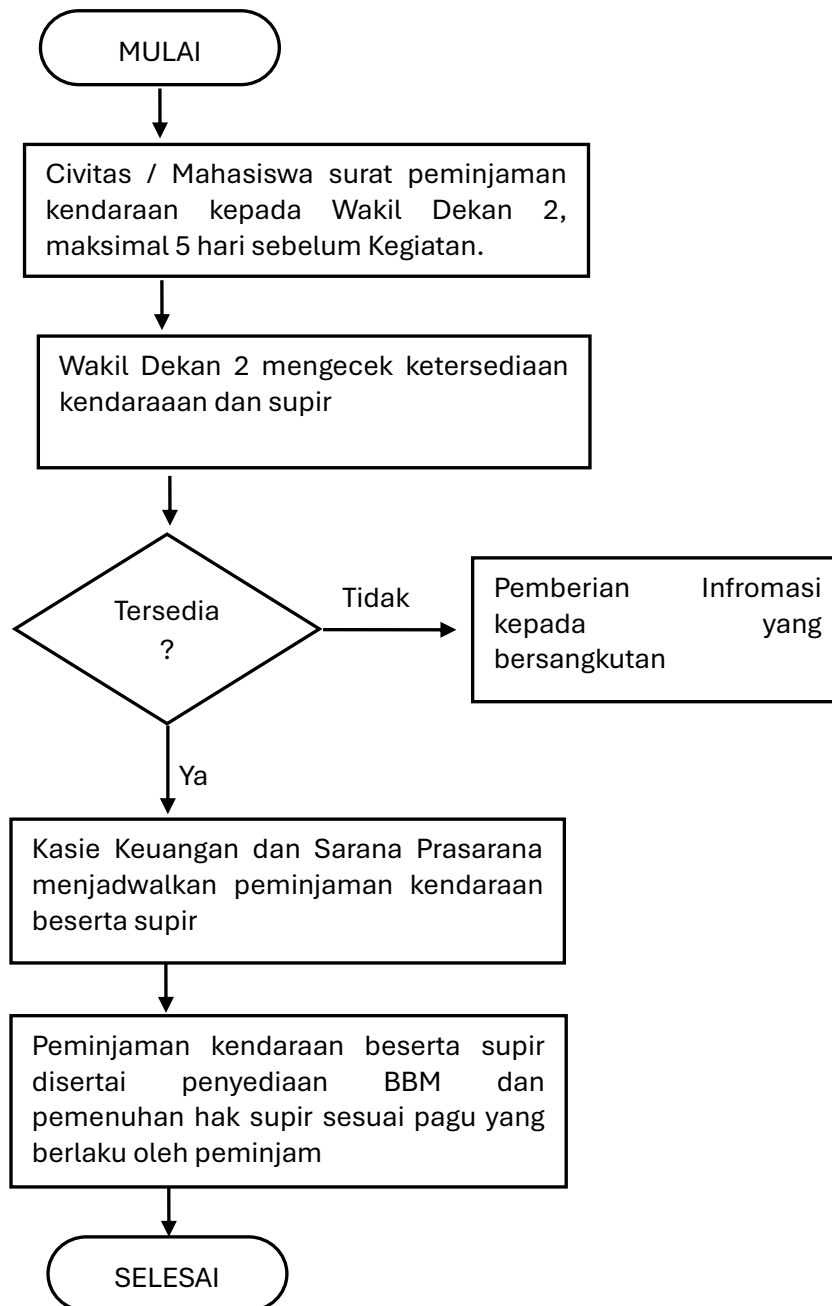 MULAI
Civitas / Mahasiswa surat peminjaman
kendaraan kepada Wakil Dekan 2,
maksimal 5 hari sebelum Kegiatan.
Wakil Dekan 2 mengecek ketersediaan
kendaraaan dan supir
Tersedia
?
Tidak
Pemberian Infromasi
kepada yang
bersangkutan
Ya
Kasie Keuangan dan Sarana Prasarana
menjadwalkan peminjaman kendaraan
beserta supir
Peminjaman kendaraan beserta supir
disertai penyediaan BBM dan
pemenuhan hak supir sesuai pagu yang
berlaku oleh peminjam
SELESAI